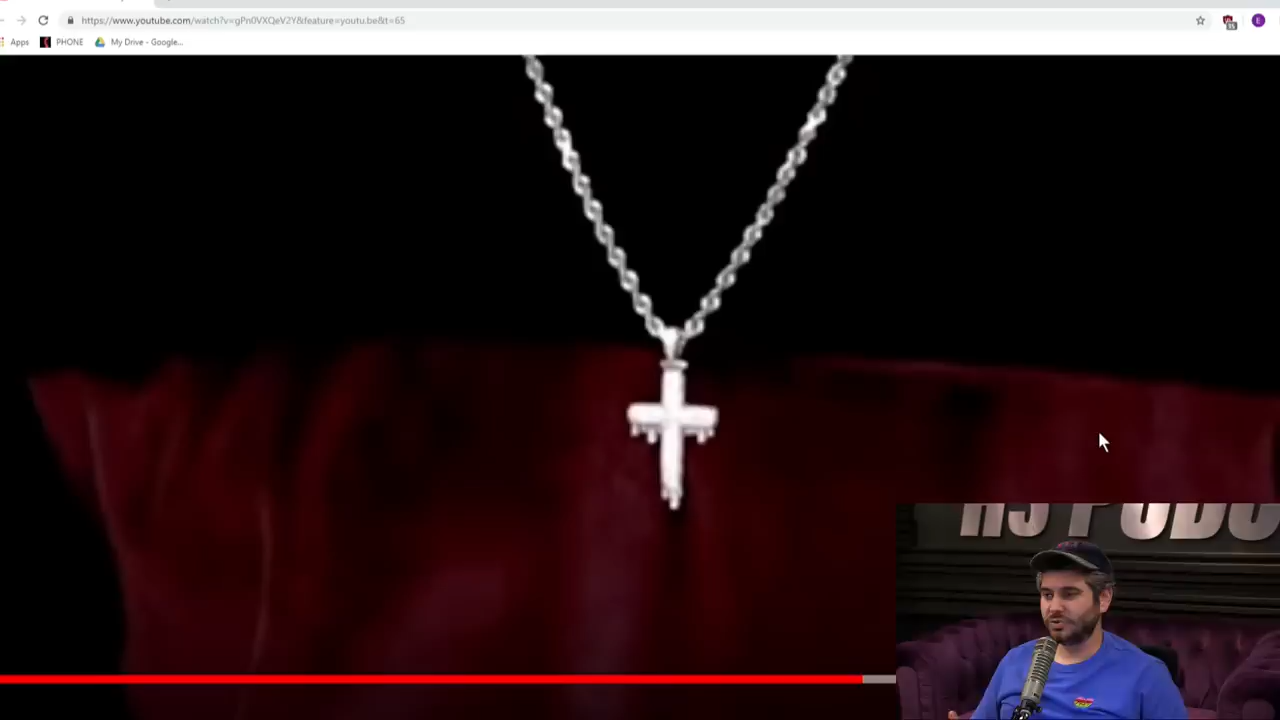 https://www.youtube.com/watch?v=gPn0VXQeV2Y&feature=youtu.be&t=65
E
Apps
PHONE
My Drive - Google...
H3 PODC